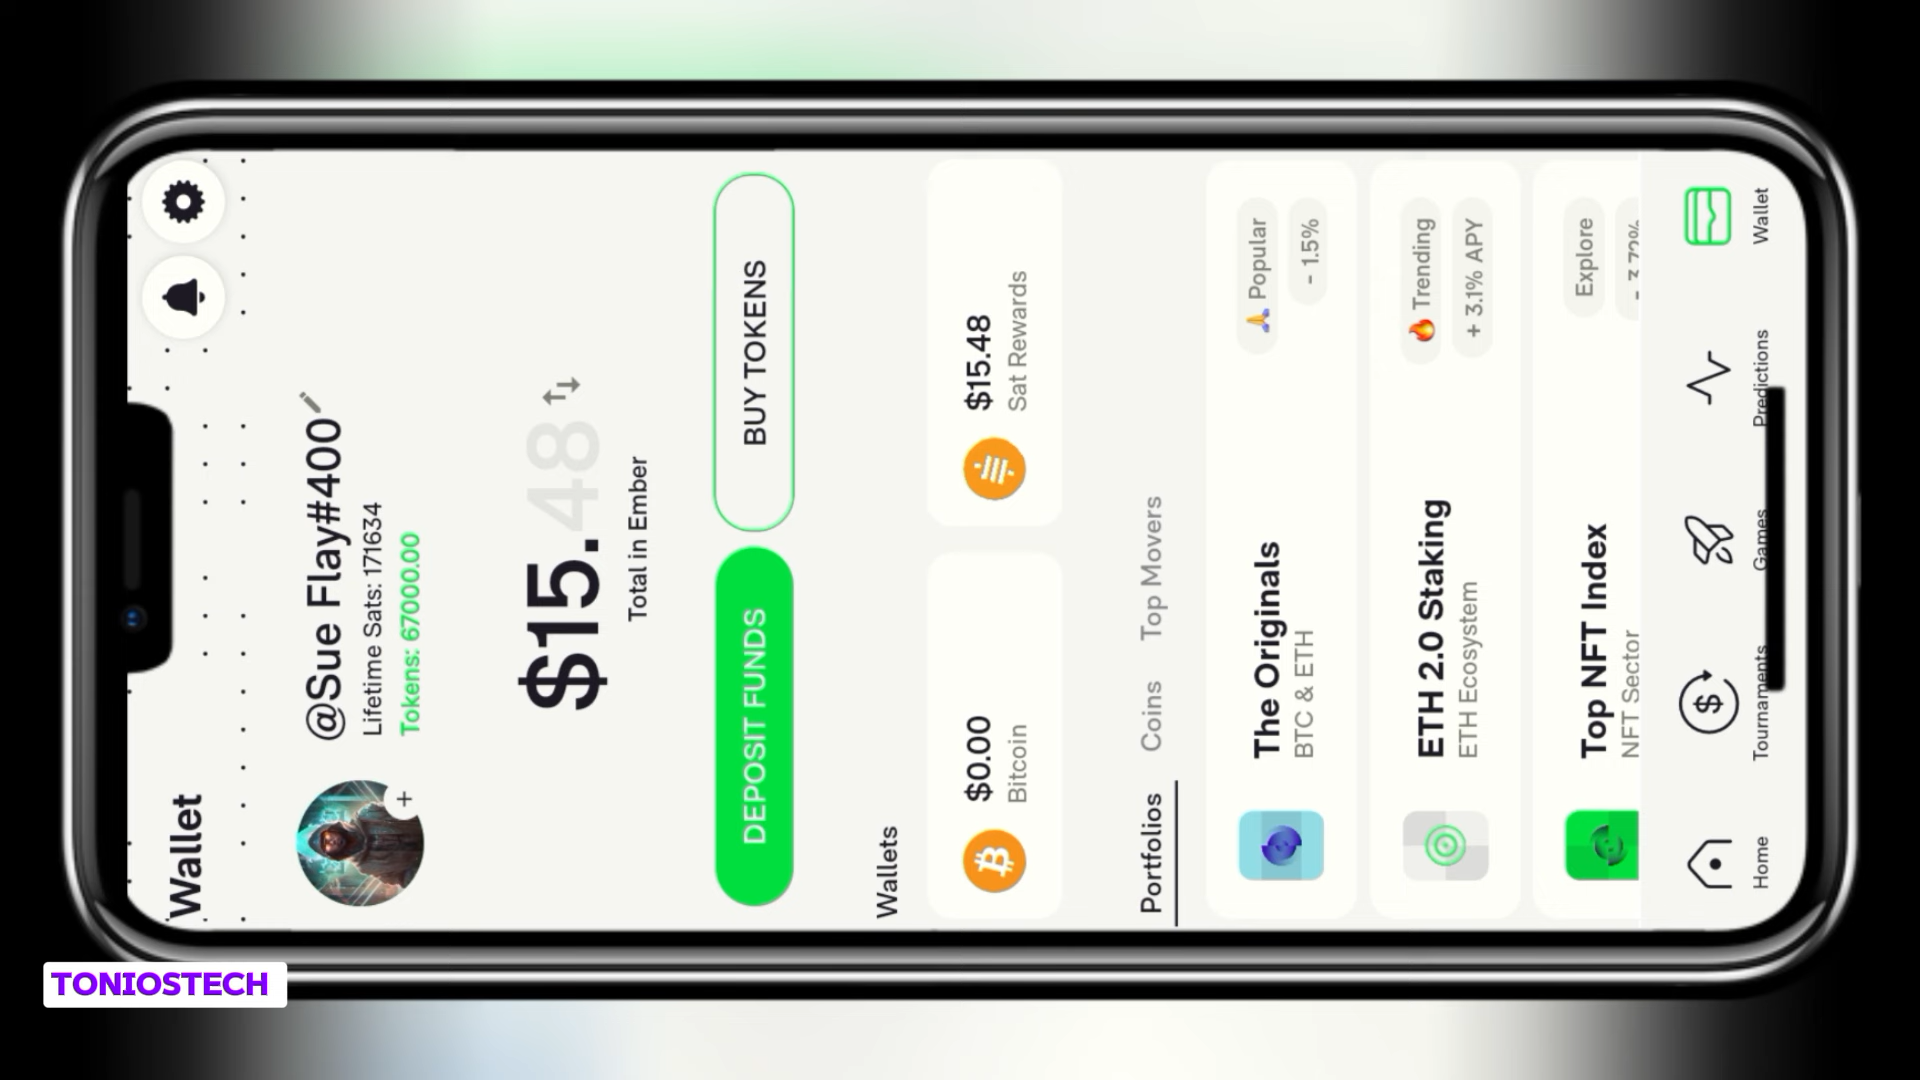 Wallet
@Sue Flay#400
Lifetime Sats: 171634
Tokens: 67000.00
$15.48
Total in Ember
DEPOSIT FUNDS
BUY TOKENS
Wallets
$0.00
Bitcoin
$15.48
Sat Rewards
Portfolios
Coins
Top Movers
The Originals
BTC & ETH
Popular
- 1.5%
ETH 2.0 Staking
ETH Ecosystem
Trending
+ 3.1% APY
Top NFT Index
NFT Sector
Explore
Home
Tournaments
Games
Predictions
Wallet
TONIOSTECH